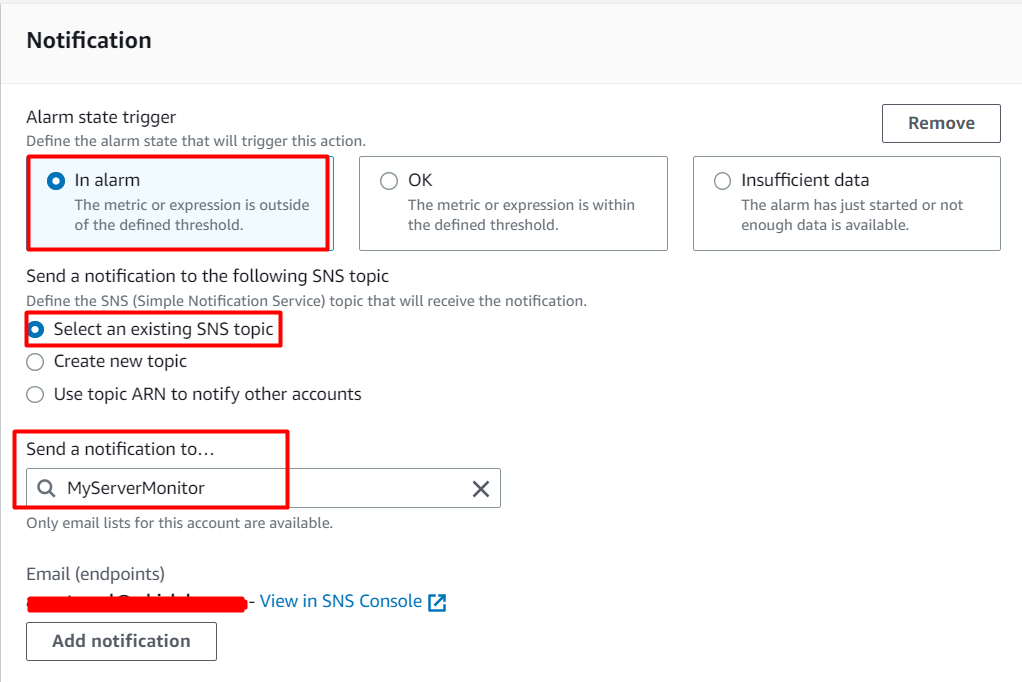 Notification
Alarm state trigger
Define the alarm state that will trigger this action.
Remove
In alarm
The metric or expression is outside
of the defined threshold.
OK
The metric or expression is within
the defined threshold.
Insufficient data
The alarm has just started or not
enough data is available.
Send a notification to the following SNS topic
Define the SNS (Simple Notification Service) topic that will receive the notification.
Select an existing SNS topic
Create new topic
Use topic ARN to notify other accounts
Send a notification to…
MyServerMonitor
Only email lists for this account are available.
Email (endpoints)
- View in SNS Console
Add notification